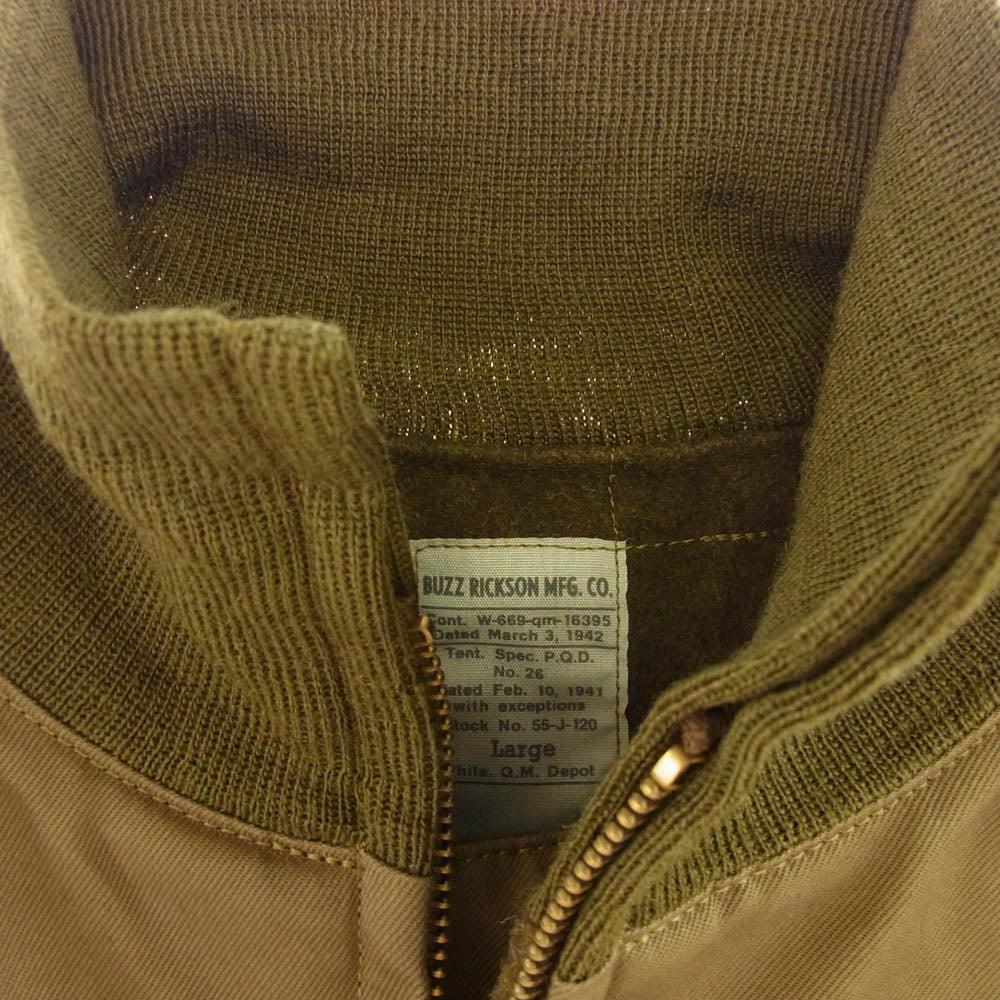 BUZZ RICKSON MFG. CO.
Cont. W-669-qm-16395
Dated March 3, 1942
Tent. Spec. P.Q.D.
No. 26
Dated Feb. 10, 1941
with exceptions
Stock No. 55-J-120
Large
Phila. Q.M. Depot